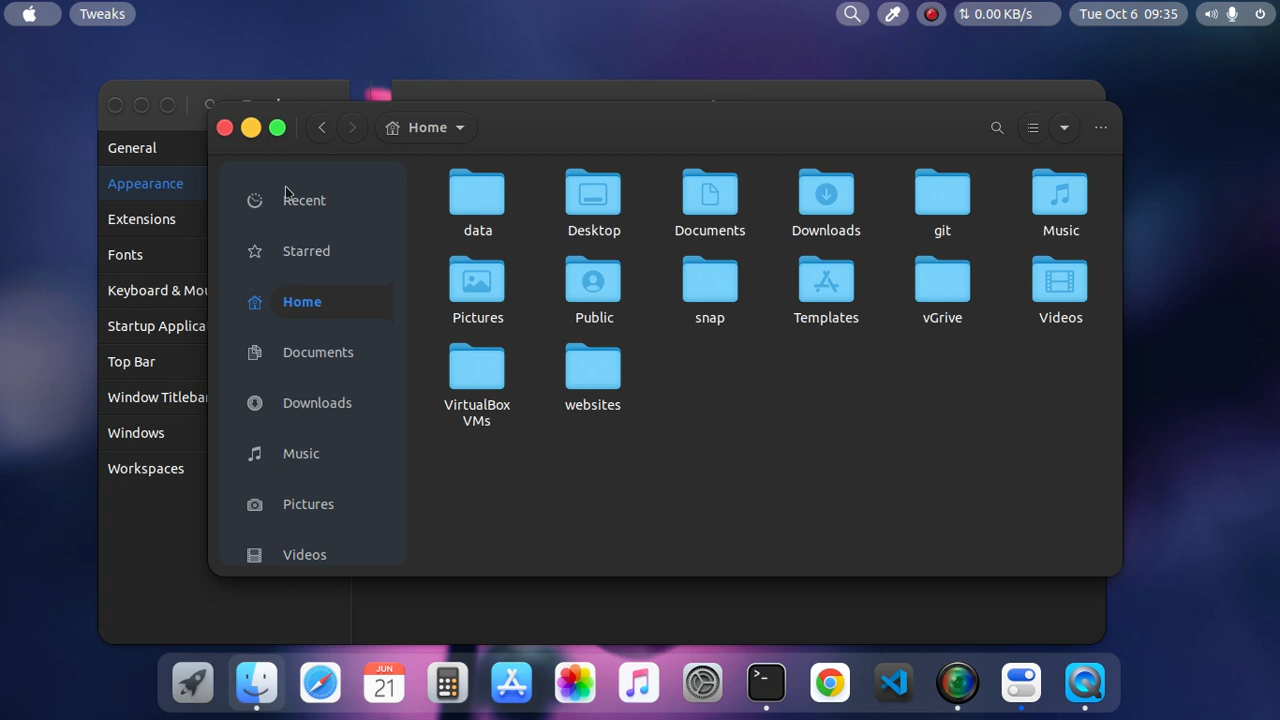 Tweaks
0.00 KB/s
Tue Oct 6 09:35
Home
General
Appearance
Extensions
Fonts
Keyboard & Mou
Startup Applica
Top Bar
Window Titlebar
Windows
Workspaces
Recent
Starred
Home
Documents
Downloads
Music
Pictures
Videos
data
Desktop
Documents
Downloads
git
Music
Pictures
Public
snap
Templates
vGrive
Videos
VirtualBox
VMs
websites
JUN
21
>_